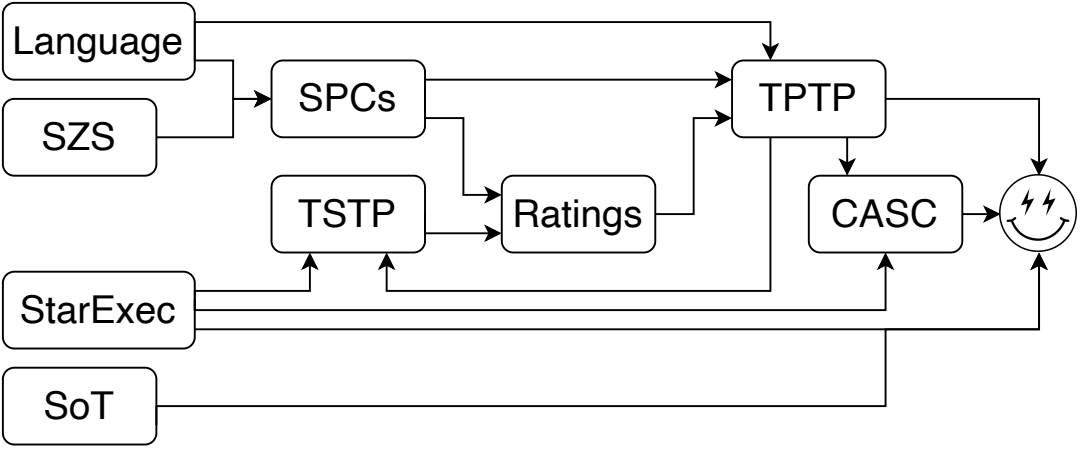 Language
SPCs
TPTP
SZS
TSTP
Ratings
CASC
StarExec
SoT